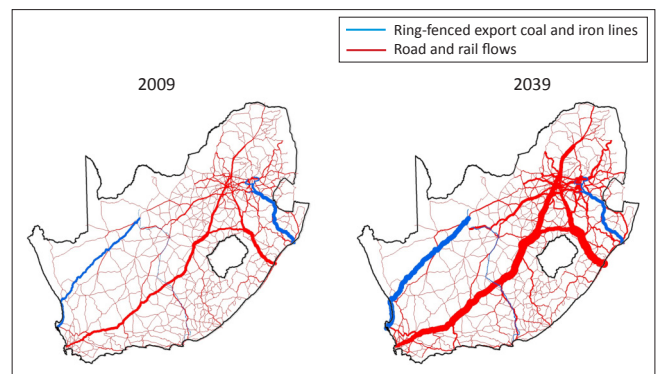 Ring-fenced export coal and iron lines
Road and rail flows
2009
2039